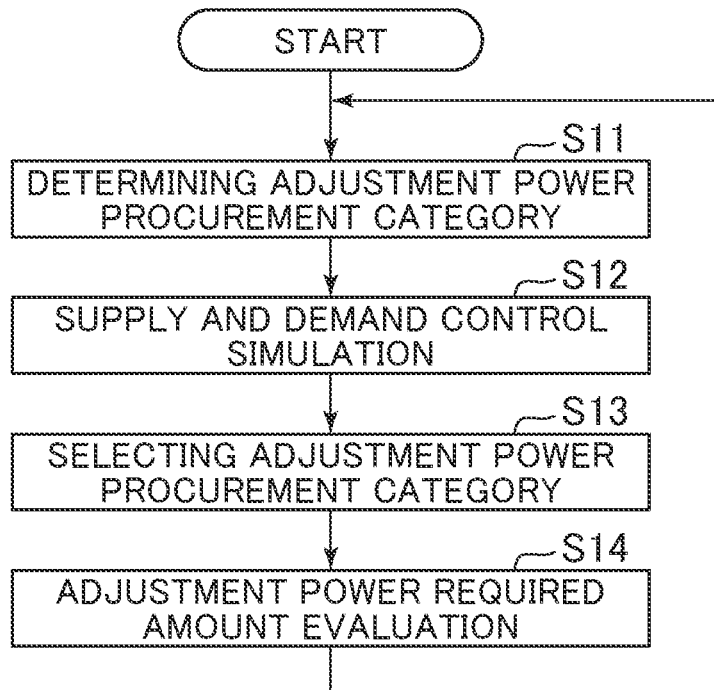 START
S11
DETERMINING ADJUSTMENT POWER
PROCUREMENT CATEGORY
S12
SUPPLY AND DEMAND CONTROL
SIMULATION
S13
SELECTING ADJUSTMENT POWER
PROCUREMENT CATEGORY
S14
ADJUSTMENT POWER REQUIRED
AMOUNT EVALUATION